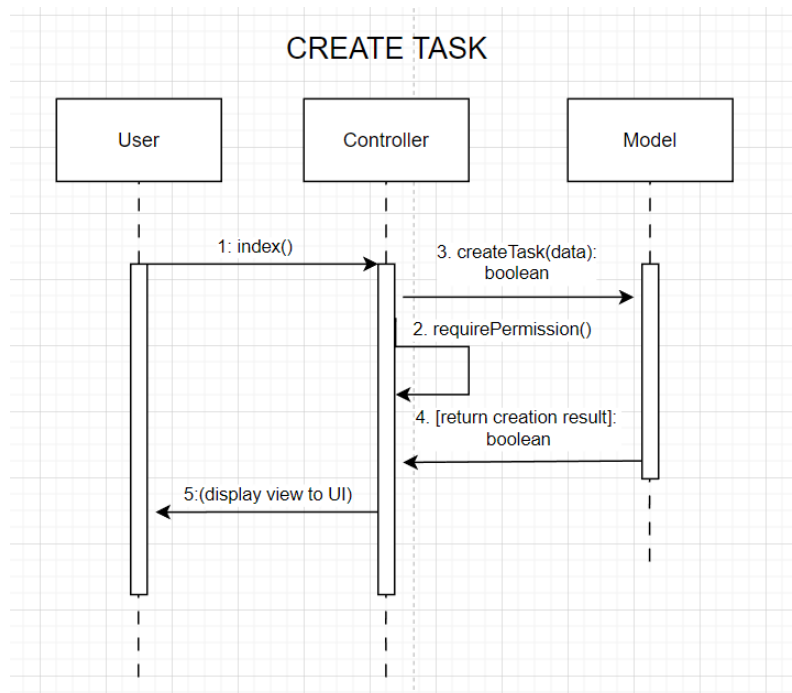 CREATE TASK
User
Controller
Model
1: index()
3. createTask(data):
boolean
2. requirePermission()
4. [return creation result]:
boolean
5:(display view to UI)